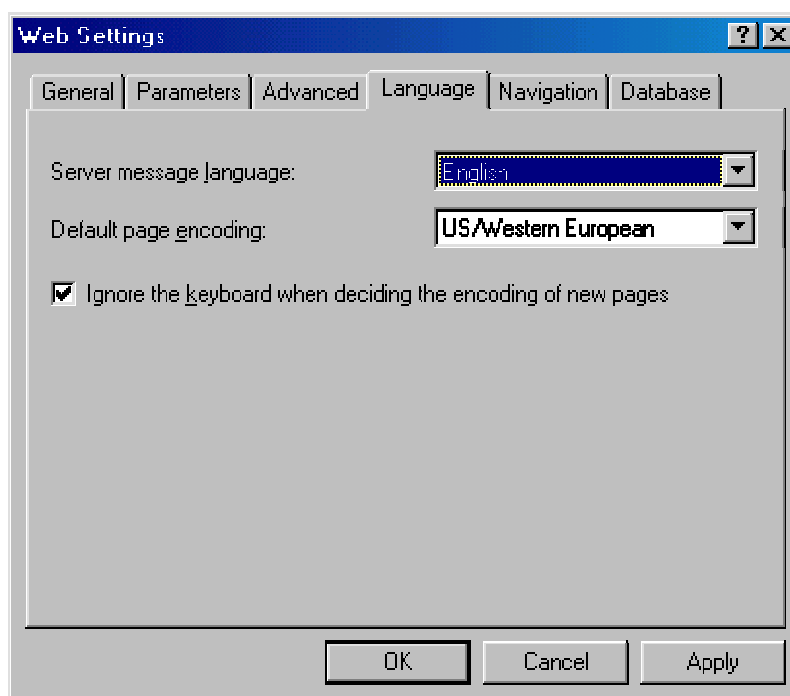 Web Settings
General Parameters Advanced Language Navigation Database
Server message language: English
Default page encoding: US/Western European
Ignore the keyboard when deciding the encoding of new pages
OK Cancel Apply